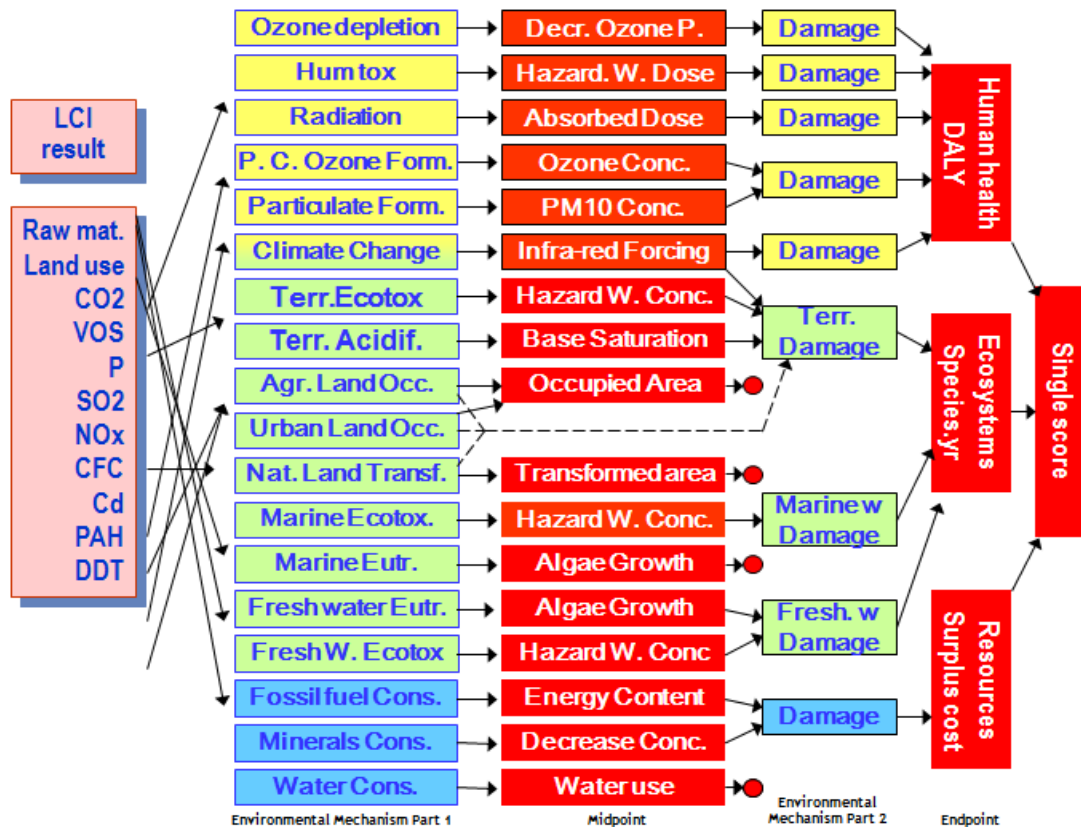 LCI
result
Raw mat.
Land use
CO2
VOS
P
SO2
NOx
CFC
Cd
PAH
DDT
Ozone depletion
Hum tox
Radiation
P. C. Ozone Form.
Particulate Form.
Climate Change
Terr.Ecotox
Terr. Acidif.
Agr. Land Occ.
Urban Land Occ.
Nat. Land Transf.
Marine Ecotox.
Marine Eutr.
Fresh water Eutr.
Fresh W. Ecotox
Fossil fuel Cons.
Minerals Cons.
Water Cons.
Environmental Mechanism Part 1
Decr. Ozone P.
Hazard. W. Dose
Absorbed Dose
Ozone Conc.
PM10 Conc.
Infra-red Forcing
Hazard W. Conc.
Base Saturation
Occupied Area
Transformed area
Hazard W. Conc.
Algae Growth
Algae Growth
Hazard W. Conc
Energy Content
Decrease Conc.
Water use
Midpoint
Damage
Damage
Damage
Damage
Damage
Terr.
Damage
Marine w
Damage
Fresh. w
Damage
Damage
Environmental
Mechanism Part 2
Human health
DALY
Ecosystems
Species.yr
Resources
Surplus cost
Endpoint
Single score